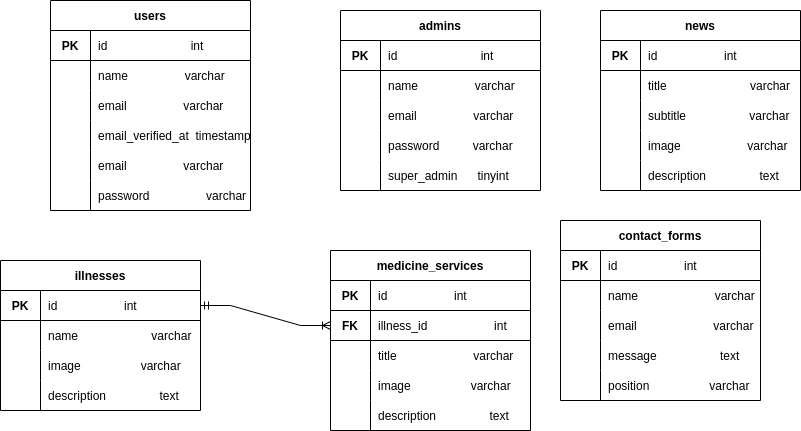 users
PK id int
name varchar
email varchar
email_verified_at timestamp
email varchar
password varchar
admins
PK id int
name varchar
email varchar
password varchar
super_admin tinyint
news
PK id int
title varchar
subtitle varchar
image varchar
description text
illnesses
PK id int
name varchar
image varchar
description text
medicine_services
PK id int
FK illness_id int
title varchar
image varchar
description text
contact_forms
PK id int
name varchar
email varchar
message text
position varchar